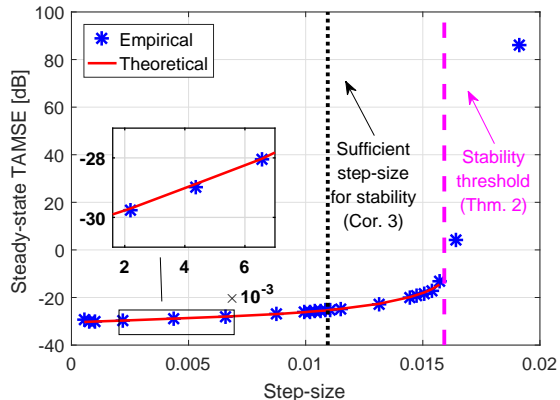 100
80
60
40
20
0
-20
-40
Steady-state TAMSE [dB]
Empirical
Theoretical
-28
-30
2
4
6
×10⁻³
Sufficient
step-size
for stability
(Cor. 3)
Stability
threshold
(Thm. 2)
0
0.005
0.01
0.015
0.02
Step-size